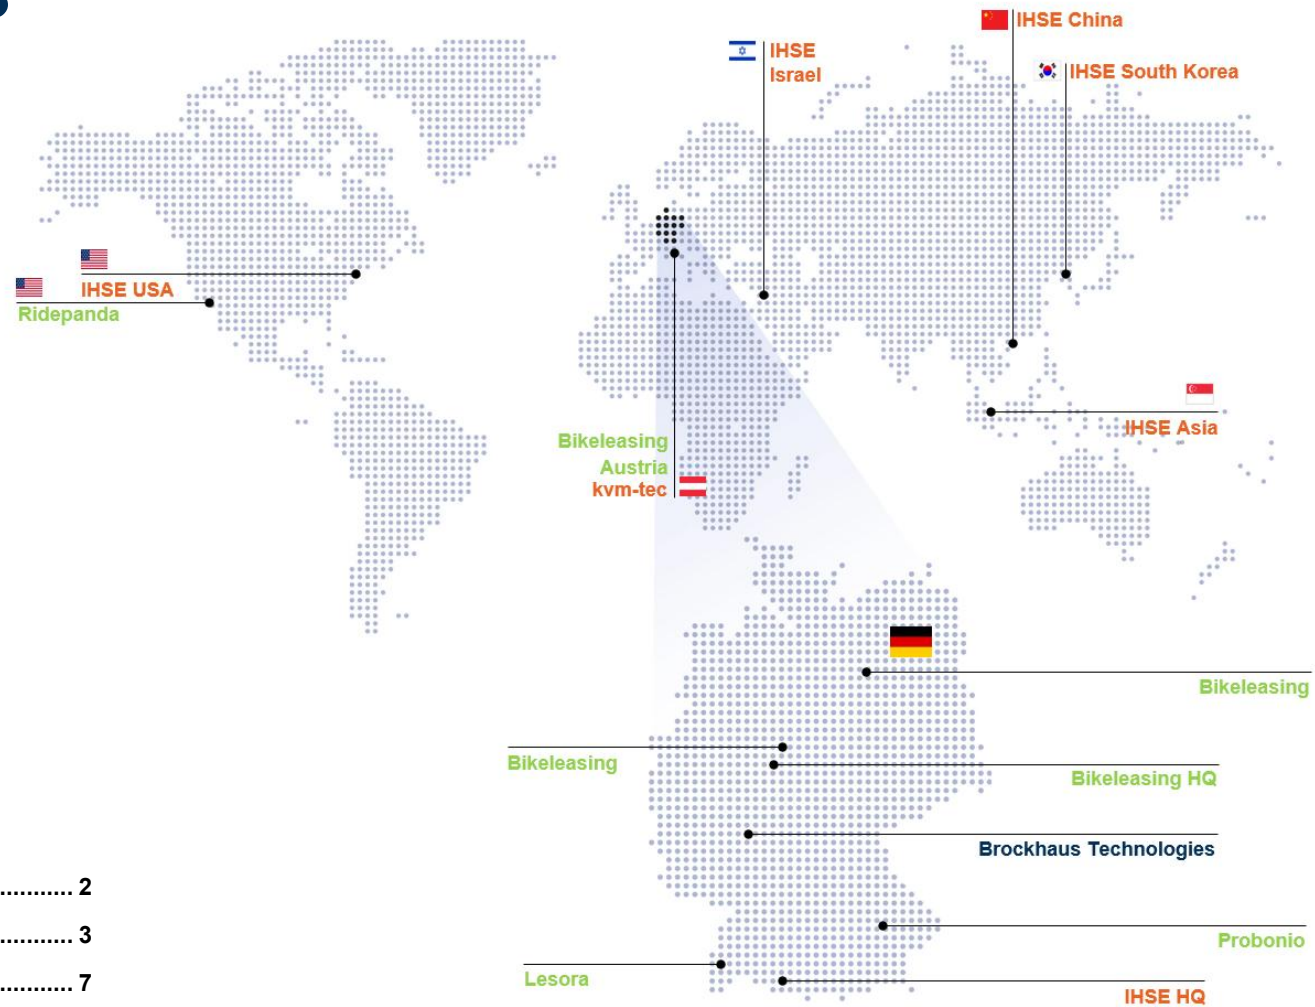 IHSE China
IHSE
Israel
IHSE South Korea
IHSE USA
Ridepanda
IHSE Asia
Bikeleasing
Austria
kvm-tec
Bikeleasing
Bikeleasing
Bikeleasing HQ
Brockhaus Technologies
........... 2
........... 3
Probonio
Lesora
........... 7
IHSE HQ